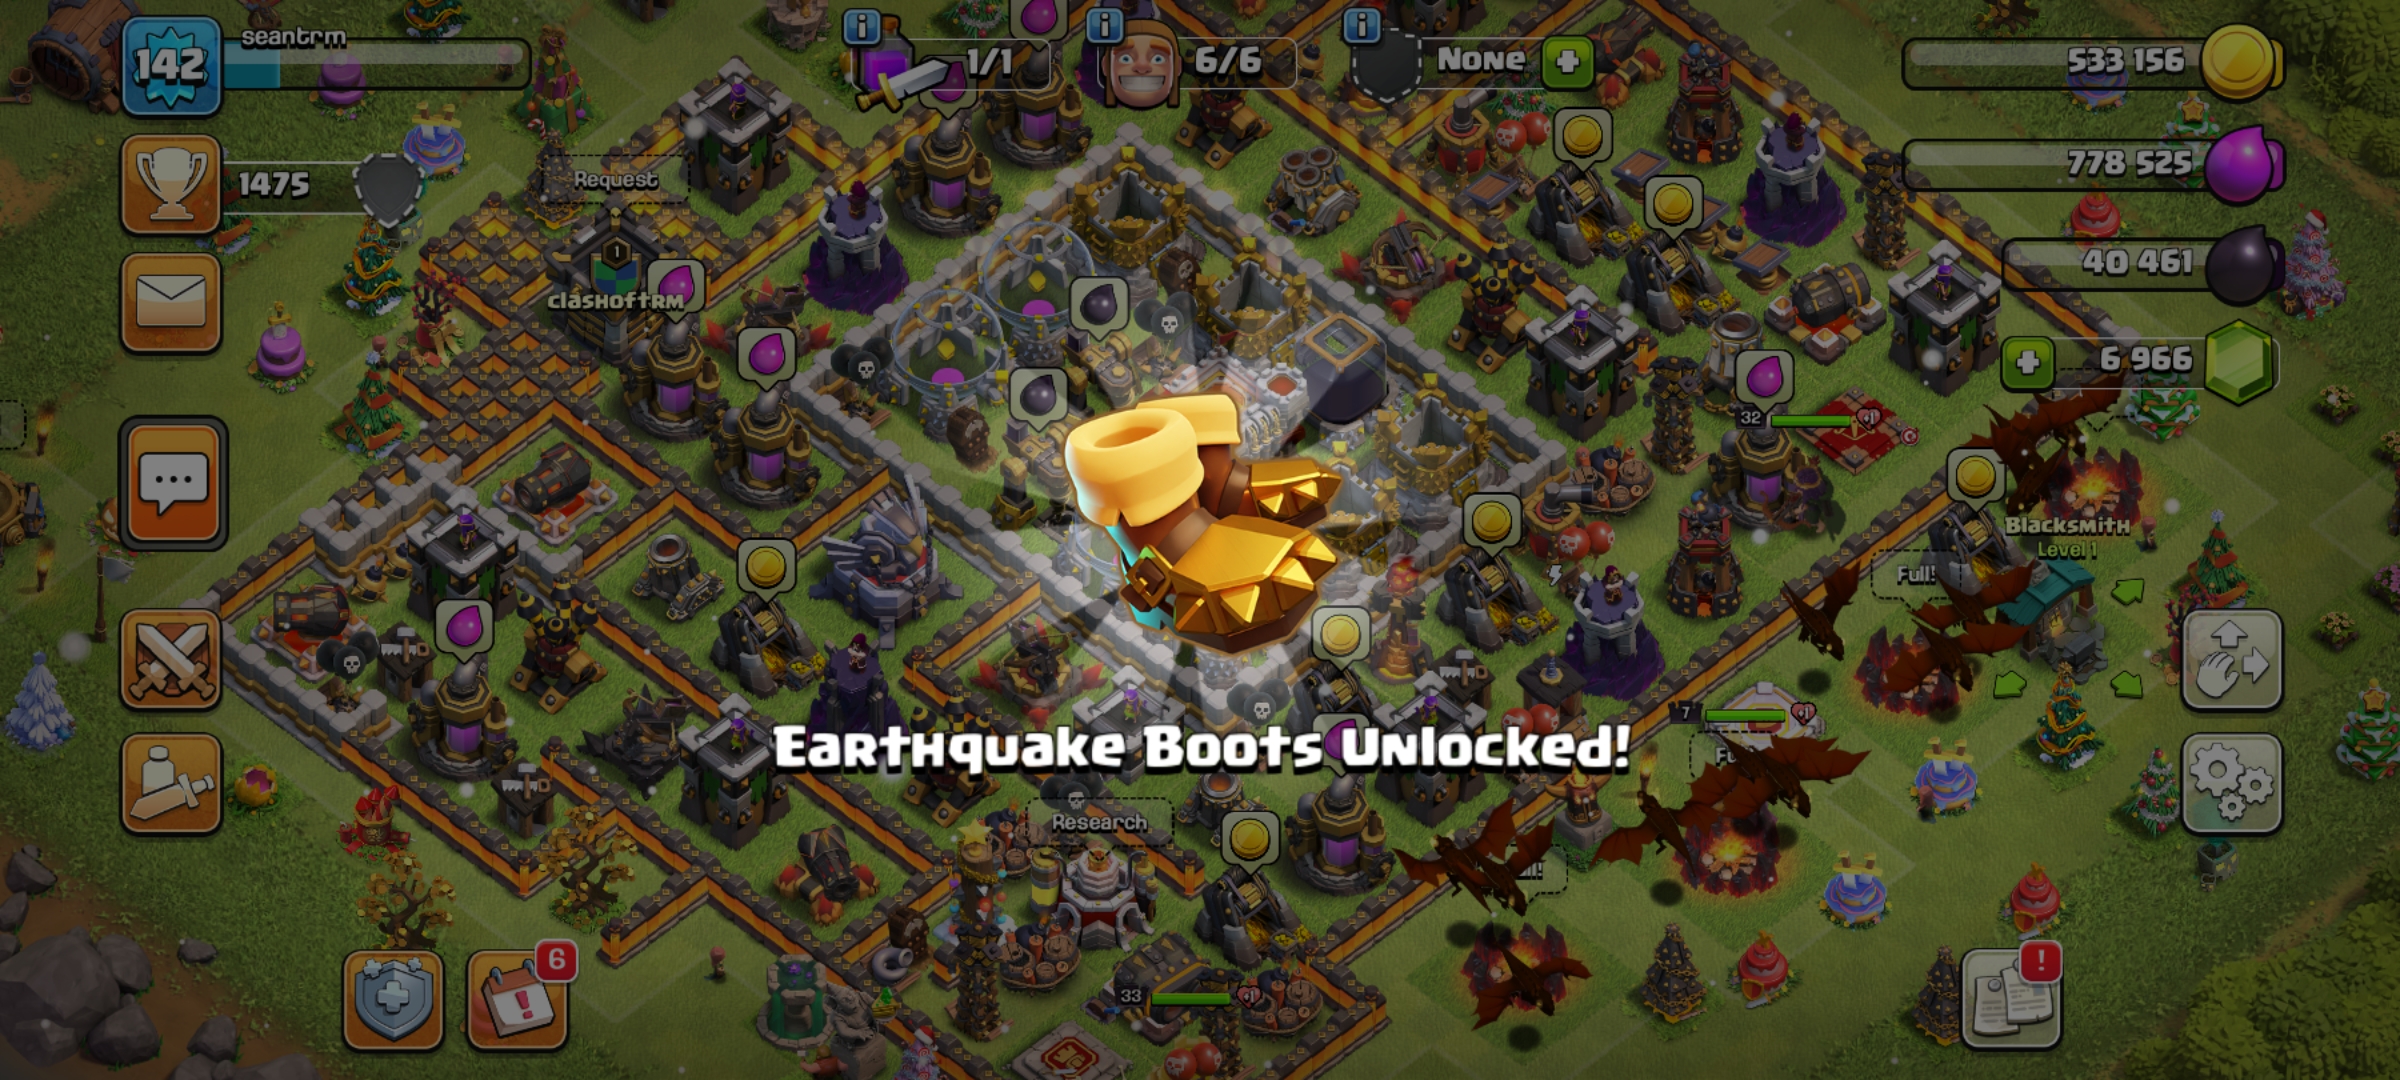 142
seantrm
1/1
6/6
None
533 156
1475
Request
778 525
1
clashoftrm
40 461
6 966
32
Blacksmith
Level 1
Full!
7
Earthquake Boots Unlocked!
Research
6
33